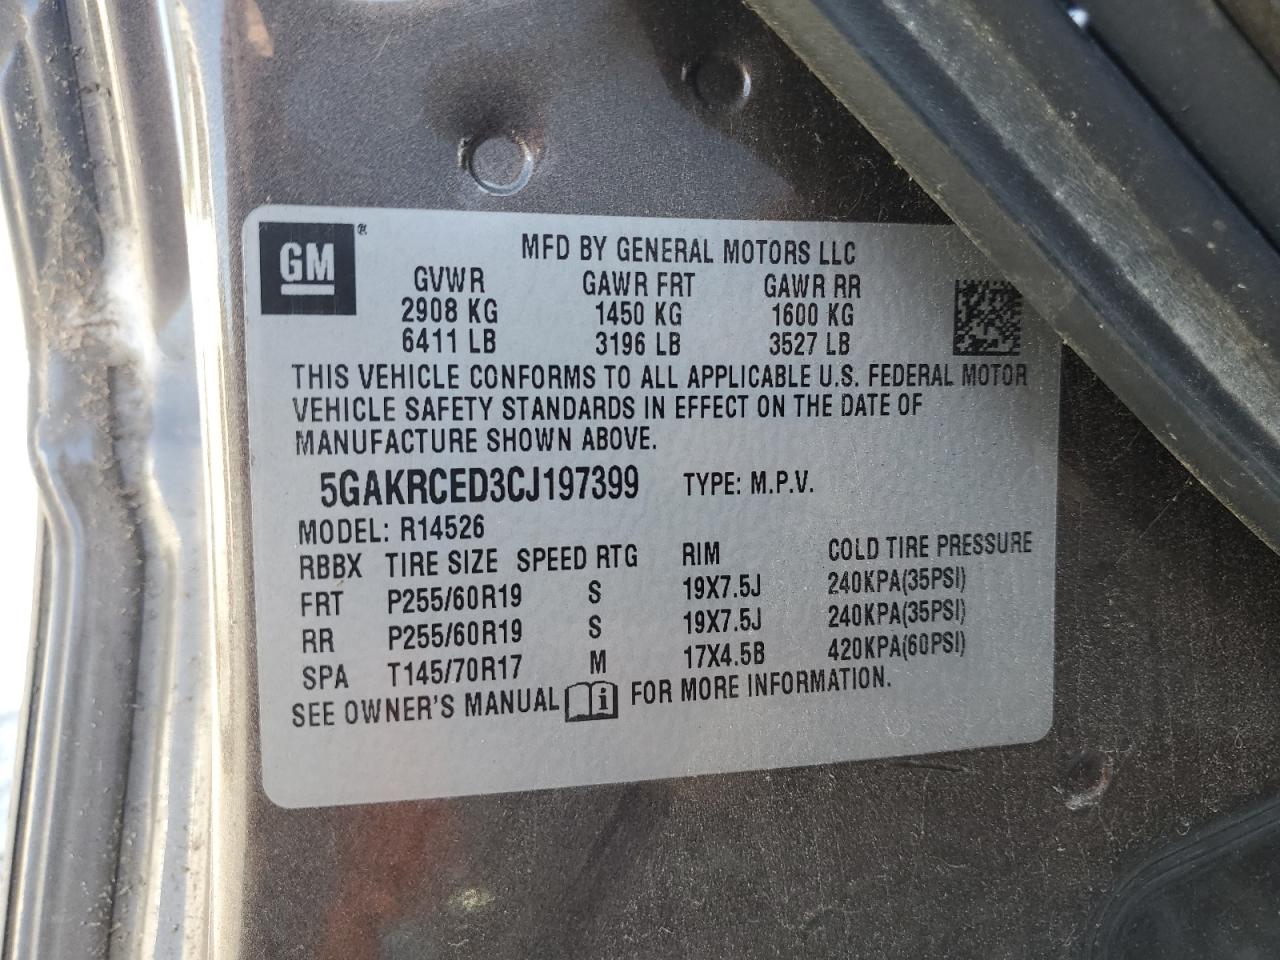 GM®
MFD BY GENERAL MOTORS LLC
GVWR GAWR FRT GAWR RR
2908 KG 1450 KG 1600 KG
6411 LB 3196 LB 3527 LB
THIS VEHICLE CONFORMS TO ALL APPLICABLE U.S. FEDERAL MOTOR
VEHICLE SAFETY STANDARDS IN EFFECT ON THE DATE OF
MANUFACTURE SHOWN ABOVE.
5GAKRCED3CJ197399 TYPE: M.P.V.
MODEL: R14526
RBBX TIRE SIZE SPEED RTG RIM COLD TIRE PRESSURE
FRT P255/60R19 S 19X7.5J 240KPA(35PSI)
RR P255/60R19 S 19X7.5J 240KPA(35PSI)
SPA T145/70R17 M 17X4.5B 420KPA(60PSI)
SEE OWNER'S MANUAL i FOR MORE INFORMATION.